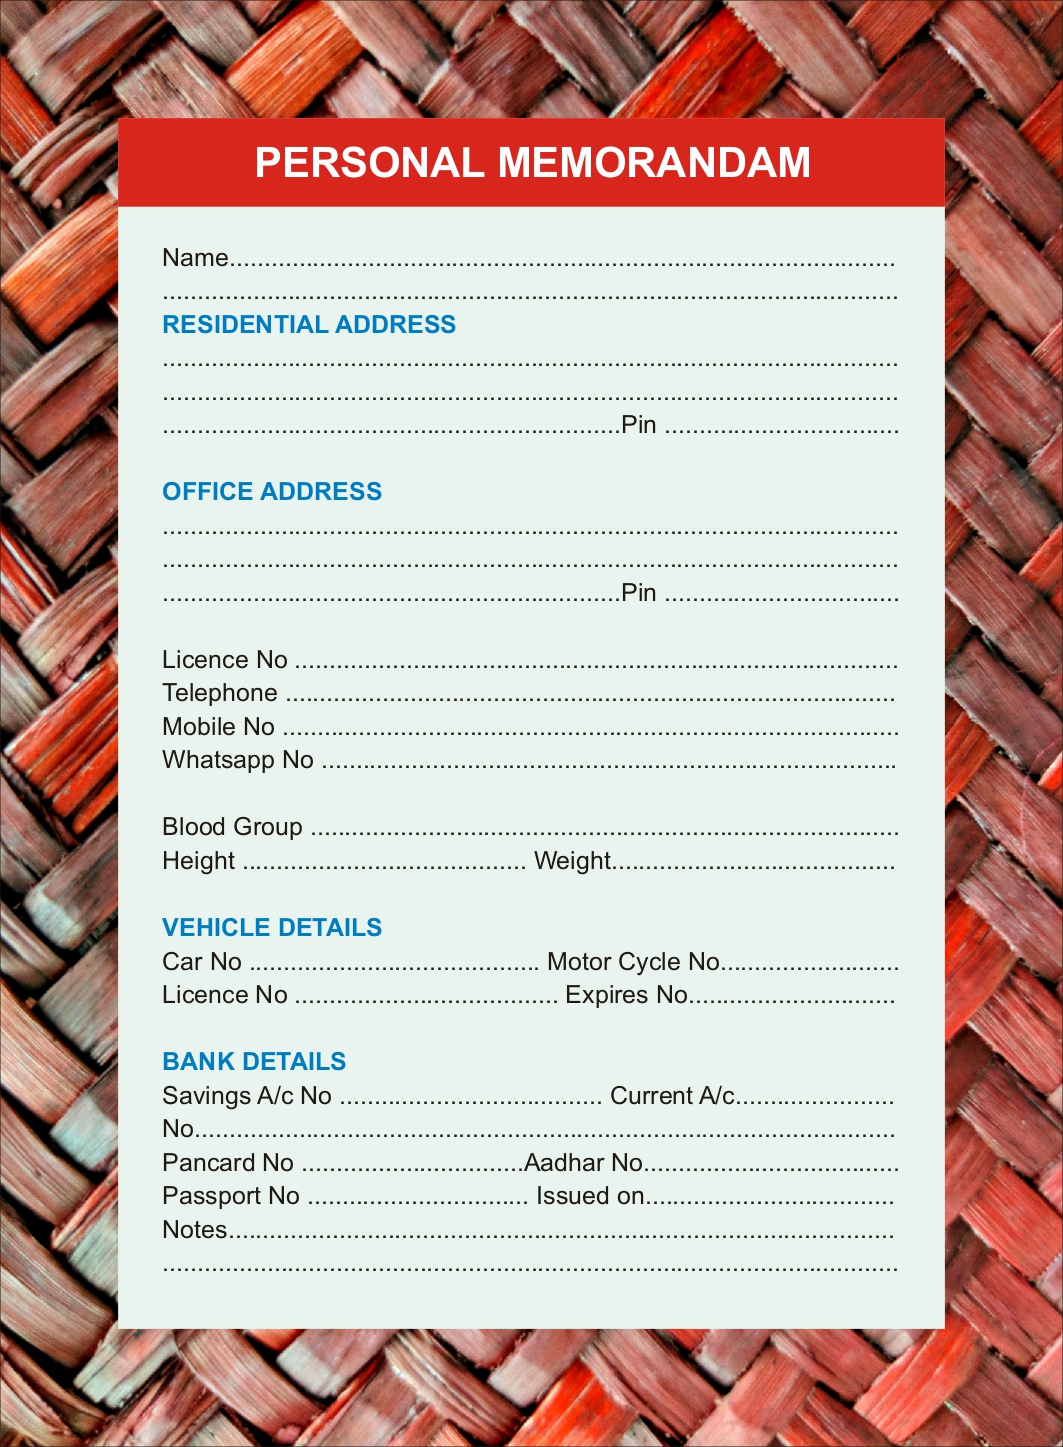 PERSONAL MEMORANDAM
Name................................................................................................
..........................................................................................................
RESIDENTIAL ADDRESS
..........................................................................................................
..........................................................................................................
..................................................................Pin ..................................
OFFICE ADDRESS
..........................................................................................................
..........................................................................................................
..................................................................Pin ..................................
Licence No .......................................................................................
Telephone ........................................................................................
Mobile No .........................................................................................
Whatsapp No ...................................................................................
Blood Group .....................................................................................
Height ......................................... Weight.........................................
VEHICLE DETAILS
Car No .......................................... Motor Cycle No..........................
Licence No ...................................... Expires No..............................
BANK DETAILS
Savings A/c No ...................................... Current A/c.......................
No.....................................................................................................
Pancard No ................................Aadhar No.....................................
Passport No ................................ Issued on....................................
Notes................................................................................................
..........................................................................................................